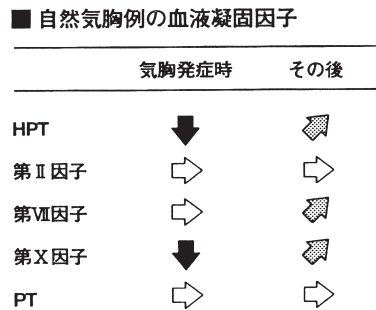 ■ 自然気胸例の血液凝固因子
気胸発症時 その後
HPT
第Ⅱ因子
第Ⅶ因子
第Ⅹ因子
PT